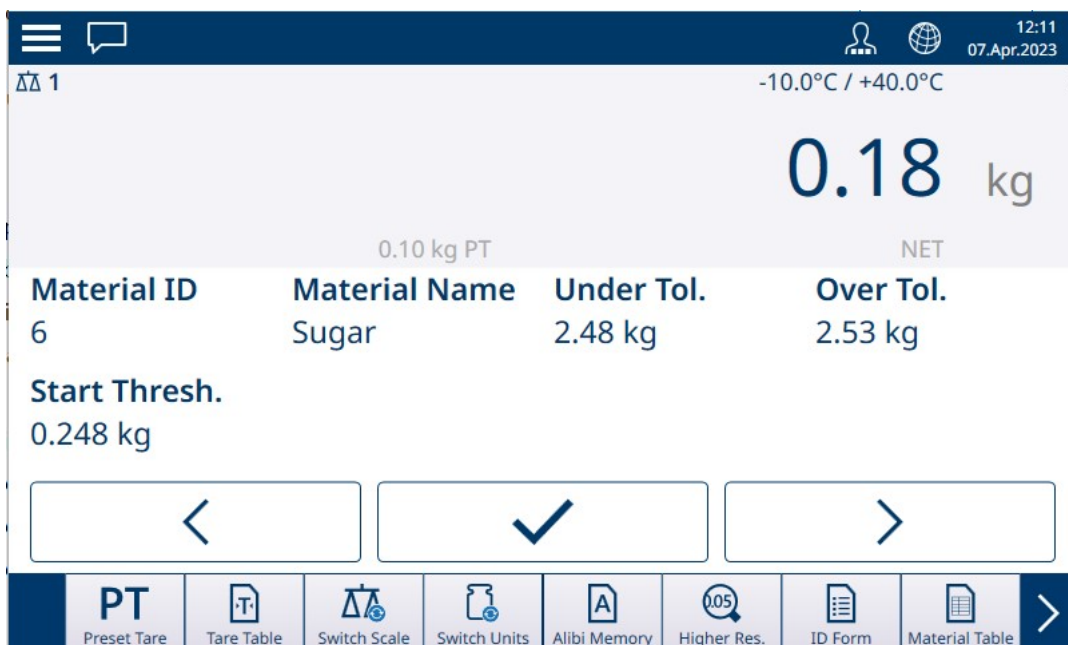 12:11
07.Apr.2023
1
-10.0°C / +40.0°C
0.18 kg
0.10 kg PT NET
Material ID Material Name Under Tol. Over Tol.
6 Sugar 2.48 kg 2.53 kg
Start Thresh.
0.248 kg
PT T A 0.05
Preset Tare Tare Table Switch Scale Switch Units Alibi Memory Higher Res. ID Form Material Table